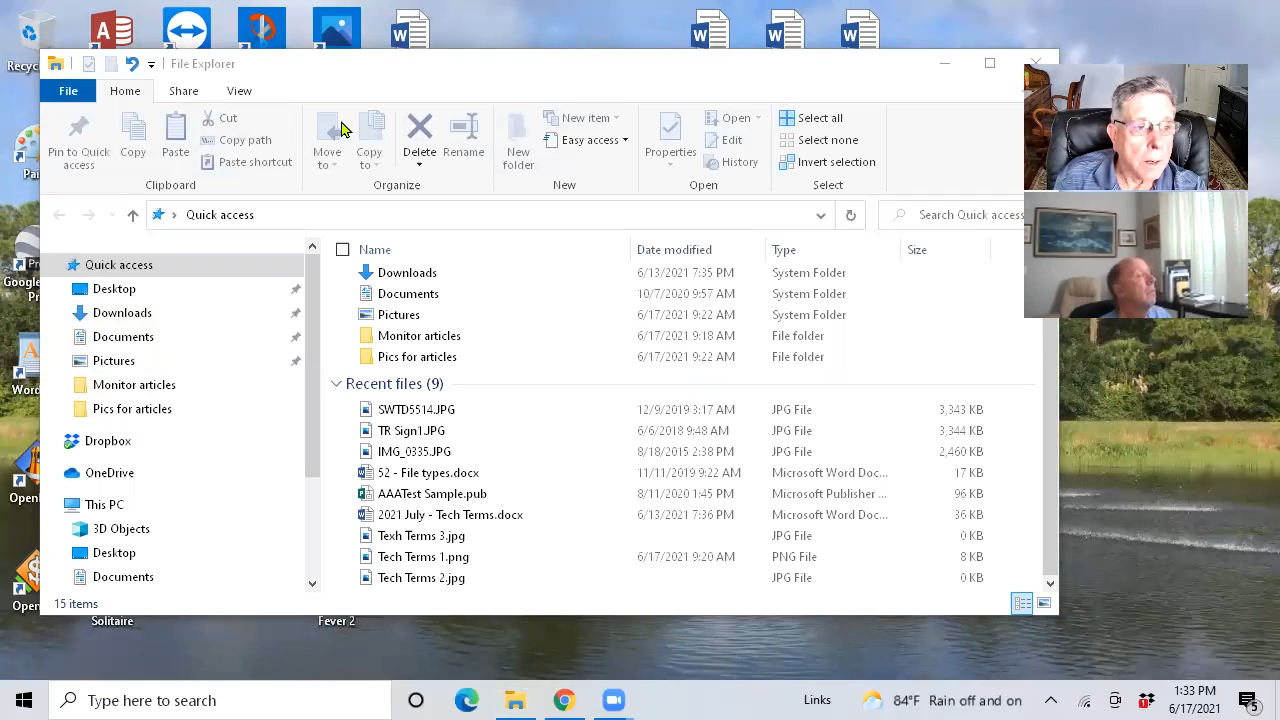 Recyc
File Explorer
File
Home
Share
View
Pin to Quick access
Copy
Paste
Cut
Copy path
Paste shortcut
Clipboard
Move to
Copy to
Delete
Rename
Organize
New folder
New item
Easy access
New
Properties
Open
Edit
History
Open
Select all
Select none
Invert selection
Select
Quick access
Search Quick access
Quick access
Desktop
Downloads
Documents
Pictures
Monitor articles
Pics for articles
Dropbox
OneDrive
This PC
3D Objects
Desktop
Documents
Name Date modified Type Size
Downloads 6/13/2021 7:35 PM System Folder
Documents 10/7/2020 9:57 AM System Folder
Pictures 6/17/2021 9:22 AM System Folder
Monitor articles 6/17/2021 9:18 AM File folder
Pics for articles 6/17/2021 9:22 AM File folder
Recent files (9)
SWTD5514.JPG 12/9/2019 3:17 AM JPG File 3,343 KB
TR Sign1.JPG 6/6/2018 9:48 AM JPG File 3,344 KB
IMG_0335.JPG 8/18/2015 2:38 PM JPG File 2,460 KB
52 - File types.docx 11/11/2019 9:22 AM Microsoft Word Doc... 17 KB
AAATest Sample.pub 8/11/2020 1:45 PM Microsoft Publisher ... 96 KB
2021 July - Tech Terms.docx 6/13/2021 7:36 PM Microsoft Word Doc... 36 KB
Texh Terms 3.jpg JPG File 0 KB
Tech Terms 1.png 6/17/2021 9:20 AM PNG File 8 KB
Tech Terms 2.jpg JPG File 0 KB
15 items
Pai
Google
Pr
Word
Open
Open
Solitaire
Fever 2
Type here to search
Links
84°F Rain off and on
1:33 PM
6/17/2021
5